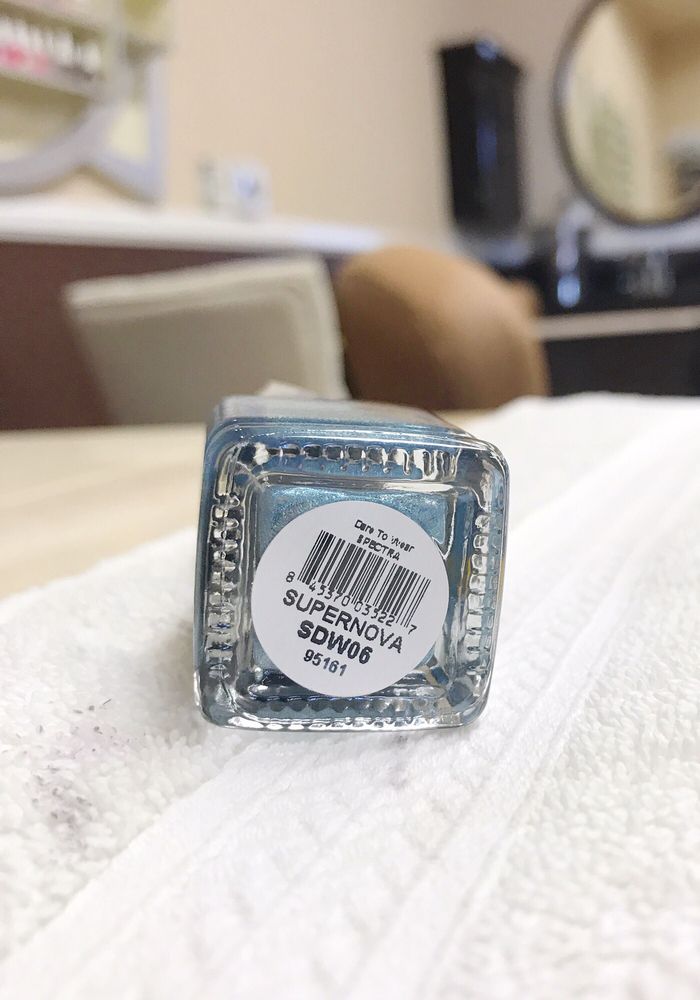 Dare To Wear
SPECTRA
8 43370 03322 7
SUPERNOVA
SDW06
95161